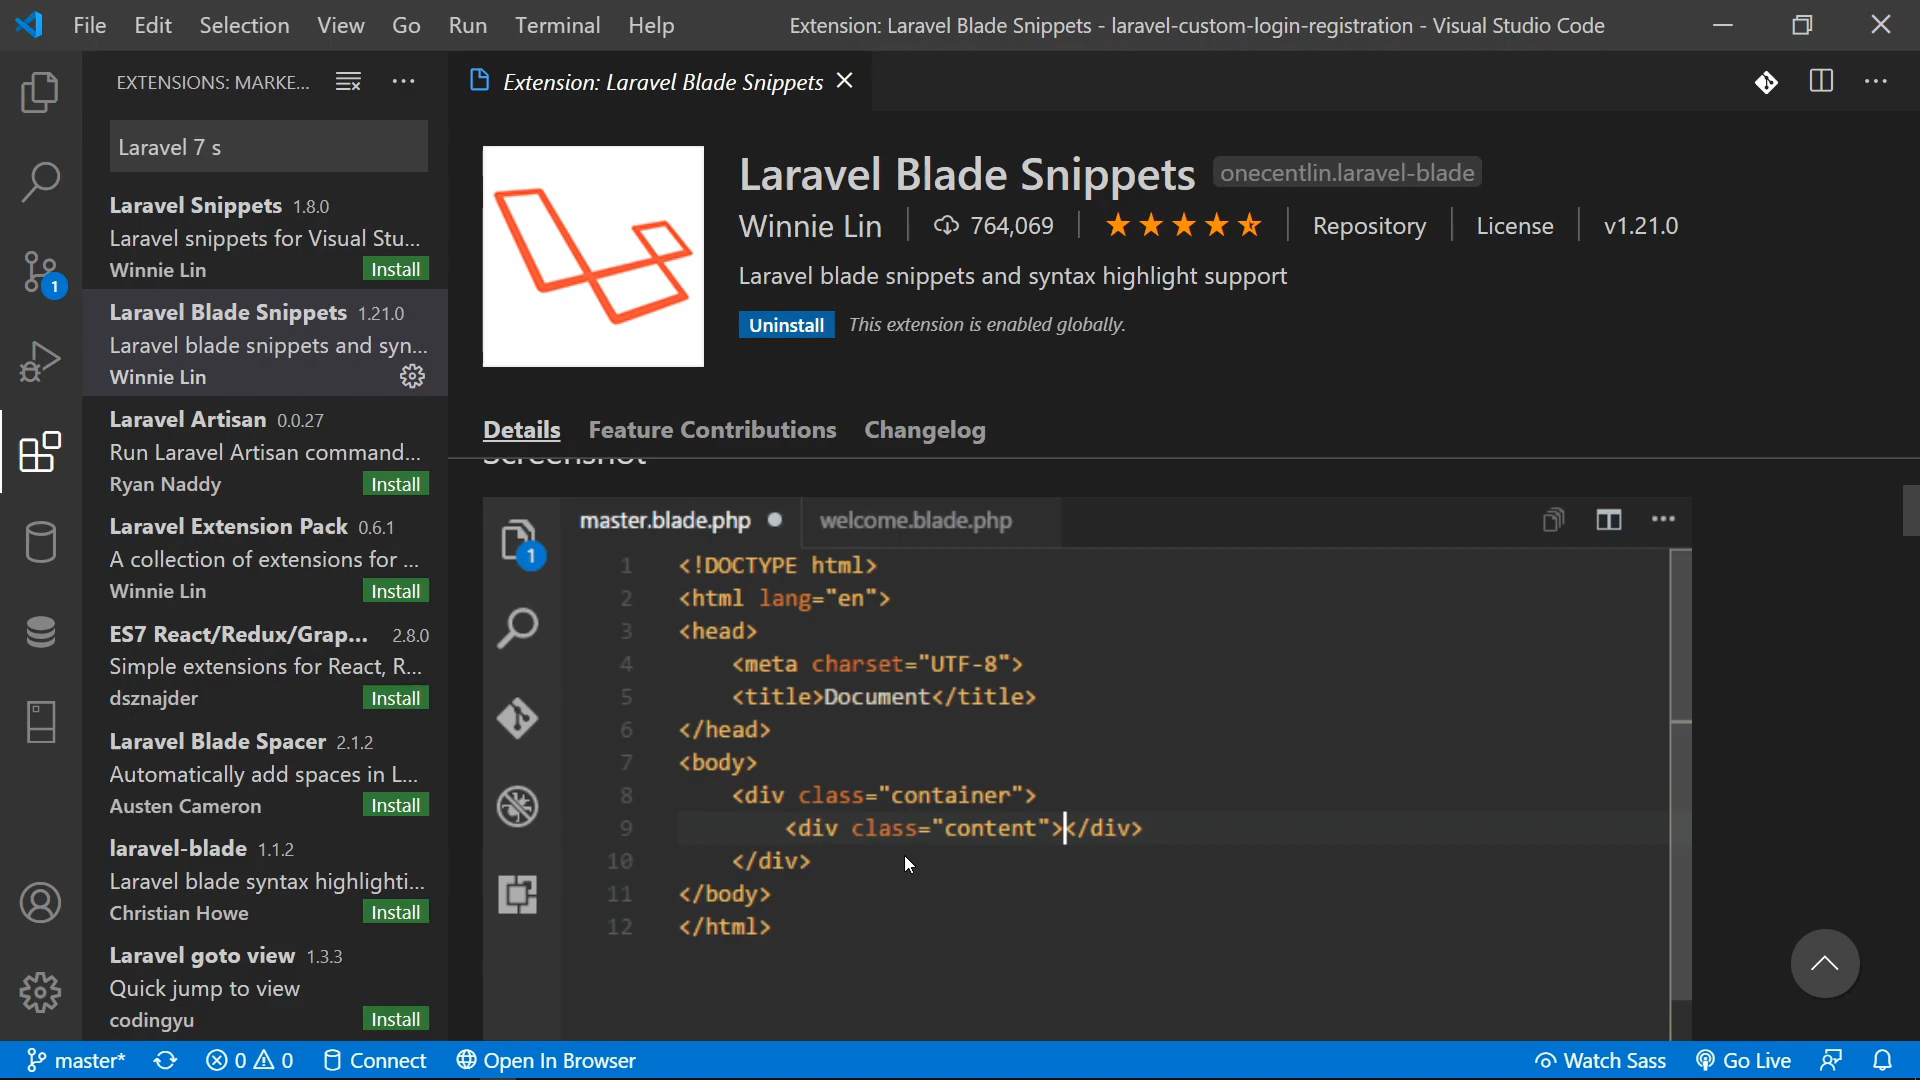 File Edit Selection View Go Run Terminal Help Extension: Laravel Blade Snippets - laravel-custom-login-registration - Visual Studio Code
EXTENSIONS: MARKE...
Laravel 7 s
Laravel Snippets 1.8.0
Laravel snippets for Visual Stu...
Winnie Lin Install
Laravel Blade Snippets 1.21.0
Laravel blade snippets and syn...
Winnie Lin
Laravel Artisan 0.0.27
Run Laravel Artisan command...
Ryan Naddy Install
Laravel Extension Pack 0.6.1
A collection of extensions for ...
Winnie Lin Install
ES7 React/Redux/Grap... 2.8.0
Simple extensions for React, R...
dsznajder Install
Laravel Blade Spacer 2.1.2
Automatically add spaces in L...
Austen Cameron Install
laravel-blade 1.1.2
Laravel blade syntax highlighti...
Christian Howe Install
Laravel goto view 1.3.3
Quick jump to view
codingyu Install
1
Extension: Laravel Blade Snippets
Laravel Blade Snippets onecentlin.laravel-blade
Winnie Lin 764,069 Repository License v1.21.0
Laravel blade snippets and syntax highlight support
Uninstall This extension is enabled globally.
Details Feature Contributions Changelog
Screenshot
master.blade.php welcome.blade.php
1
1 <!DOCTYPE html>
2 <html lang="en">
3 <head>
4 <meta charset="UTF-8">
5 <title>Document</title>
6 </head>
7 <body>
8 <div class="container">
9 <div class="content"></div>
10 </div>
11 </body>
12 </html>
master* 0 0 Connect Open In Browser Watch Sass Go Live